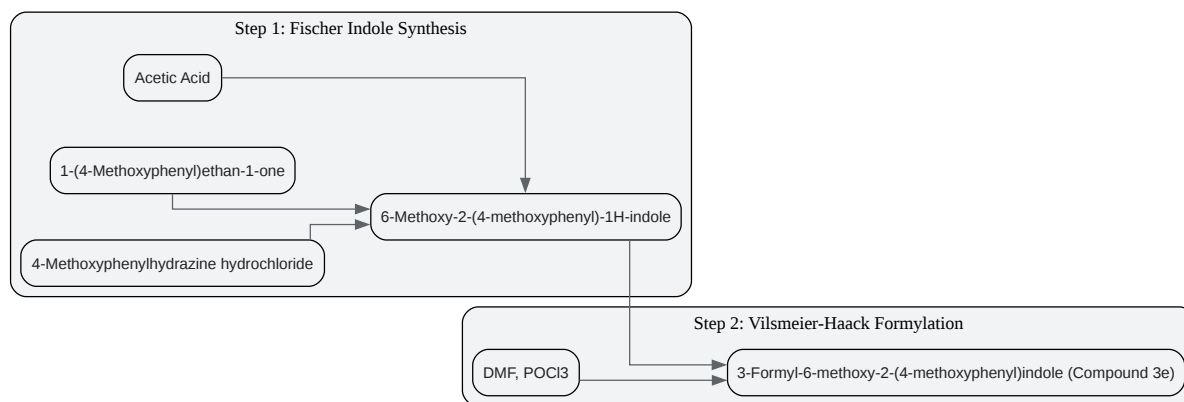 Step 1: Fischer Indole Synthesis
Acetic Acid
1-(4-Methoxyphenyl)ethan-1-one
6-Methoxy-2-(4-methoxyphenyl)-1H-indole
4-Methoxyphenylhydrazine hydrochloride
Step 2: Vilsmeier-Haack Formylation
DMF, POCl3
3-Formyl-6-methoxy-2-(4-methoxyphenyl)indole (Compound 3e)